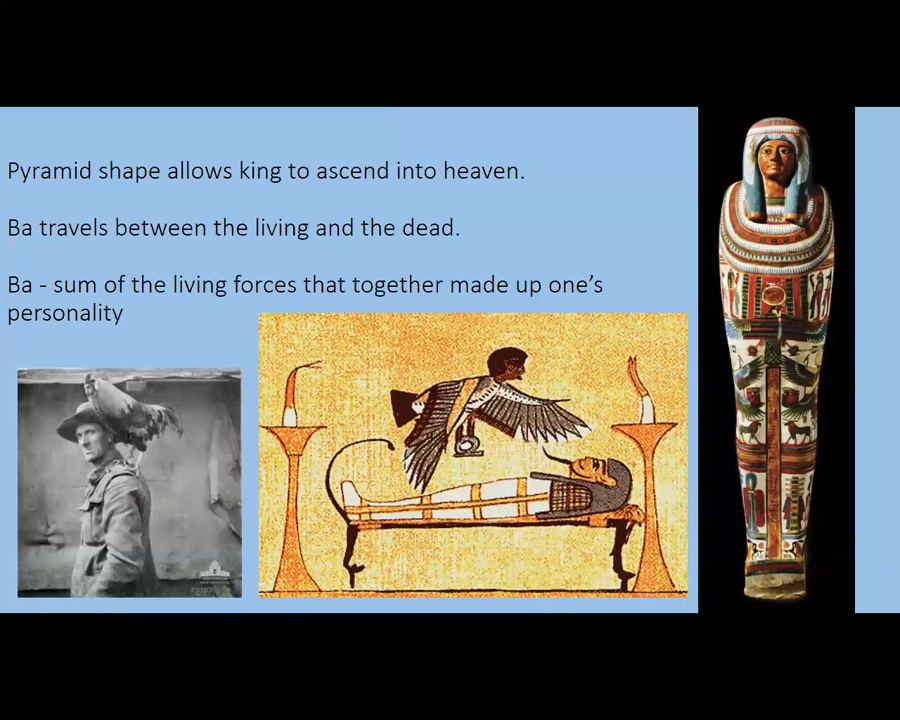 Pyramid shape allows king to ascend into heaven.
Ba travels between the living and the dead.
Ba - sum of the living forces that together made up one’s
personality